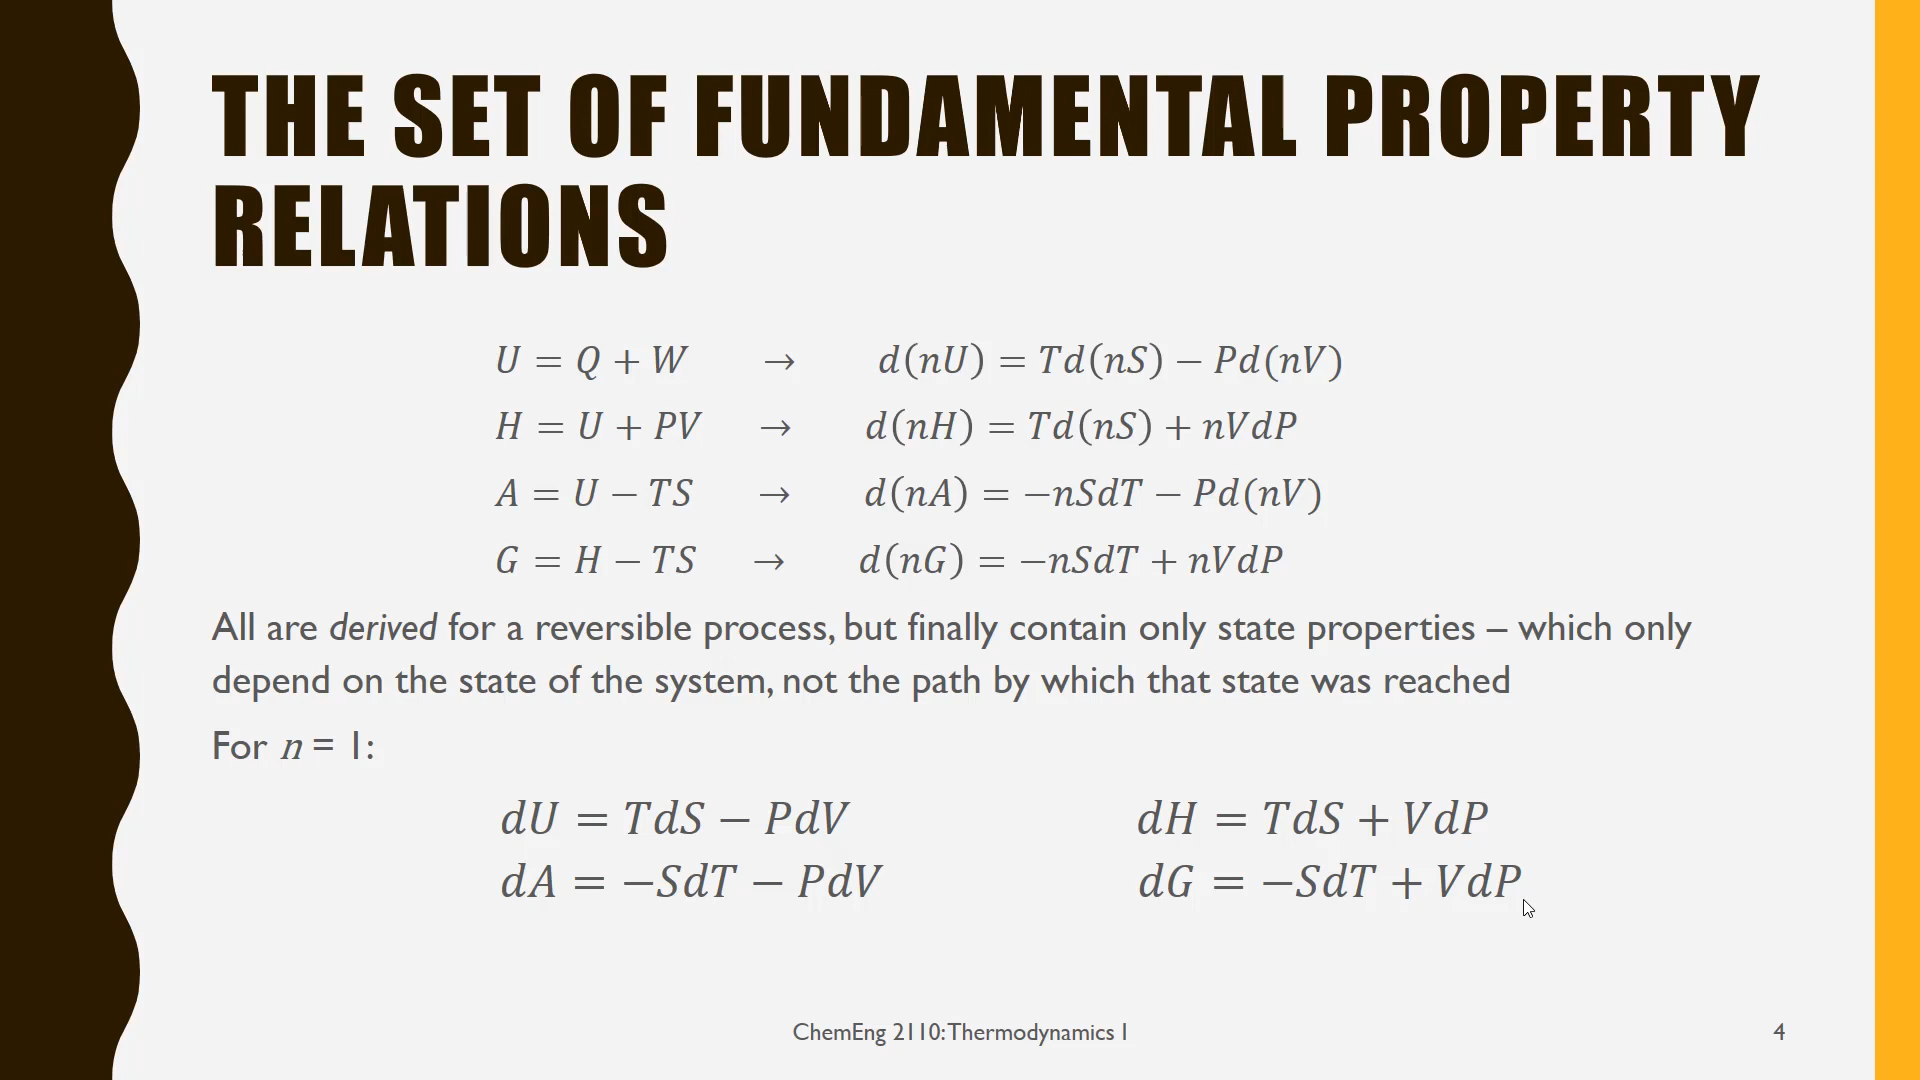 THE SET OF FUNDAMENTAL PROPERTY
RELATIONS
U = Q + W → d(nU) = Td(nS) − Pd(nV)
H = U + PV → d(nH) = Td(nS) + nVdP
A = U − TS → d(nA) = −nSdT − Pd(nV)
G = H − TS → d(nG) = −nSdT + nVdP
All are derived for a reversible process, but finally contain only state properties – which only
depend on the state of the system, not the path by which that state was reached
For n = 1:
dU = TdS − PdV dH = TdS + VdP
dA = −SdT − PdV dG = −SdT + VdP
ChemEng 2110: Thermodynamics I 4